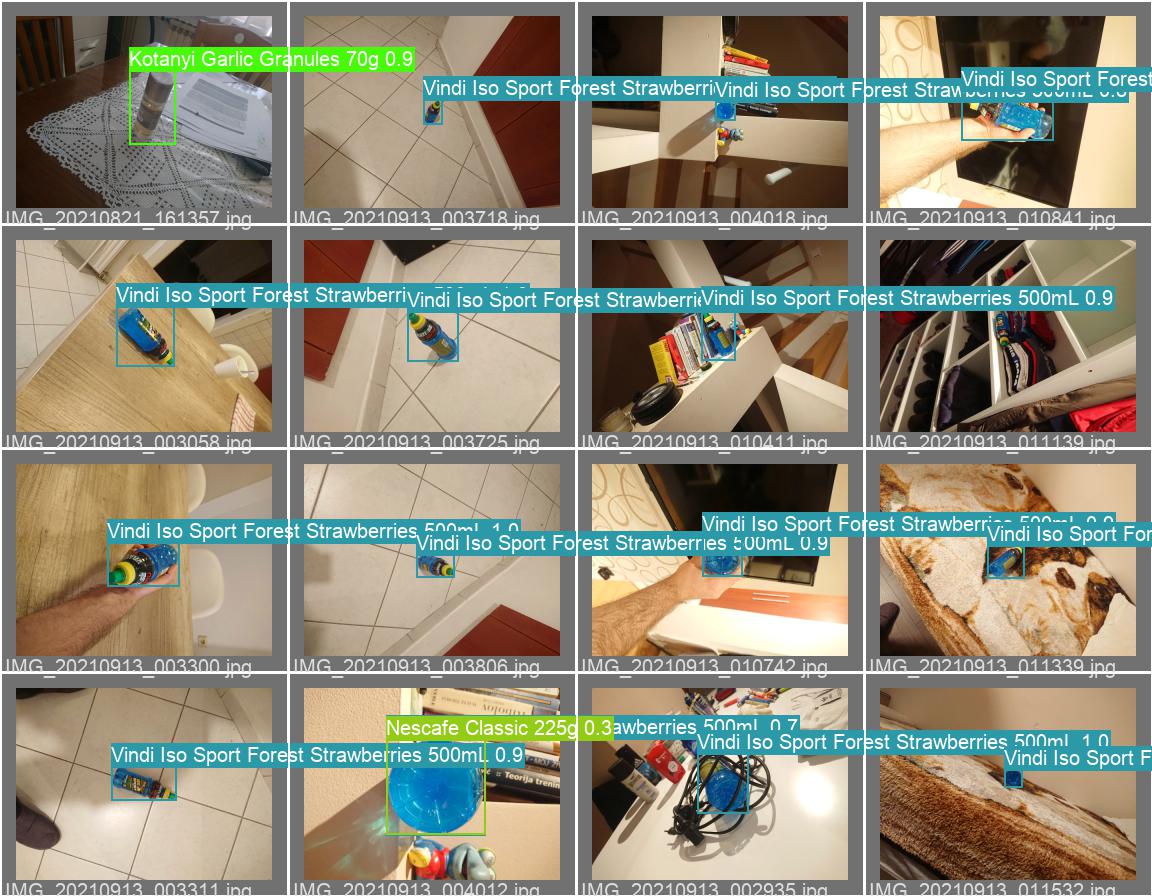 Kotanyi Garlic Granules 70g 0.9
Vindi Iso Sport Forest Strawberri
Vindi Iso Sport Forest Straw
Vindi Iso Sport Forest
IMG_20210821_161357.jpg
IMG_20210913_003718.jpg
IMG_20210913_004018.jpg
IMG_20210913_010841.jpg
Vindi Iso Sport Forest Strawberri
Vindi Iso Sport Forest Strawberrie
Vindi Iso Sport Forest Strawberries 500mL 0.9
IMG_20210913_003058.jpg
IMG_20210913_003725.jpg
IMG_20210913_010411.jpg
IMG_20210913_011139.jpg
Vindi Iso Sport Forest Strawberries 500mL 1.0
Vindi Iso Sport Forest Strawberries 500mL 0.9
Vindi Iso Sport Forest Strawberries 500mL 0.9
Vindi Iso Sport For
IMG_20210913_003300.jpg
IMG_20210913_003806.jpg
IMG_20210913_010742.jpg
IMG_20210913_011339.jpg
Vindi Iso Sport Forest Strawberries 500mL 0.9
Nescafe Classic 225g 0.3
awberries 500mL 0.7
Vindi Iso Sport Forest Strawberries 500mL 1.0
Vindi Iso Sport F
Teorija trenin
IMG_20210913_003311.jpg
IMG_20210913_004012.jpg
IMG_20210913_002935.jpg